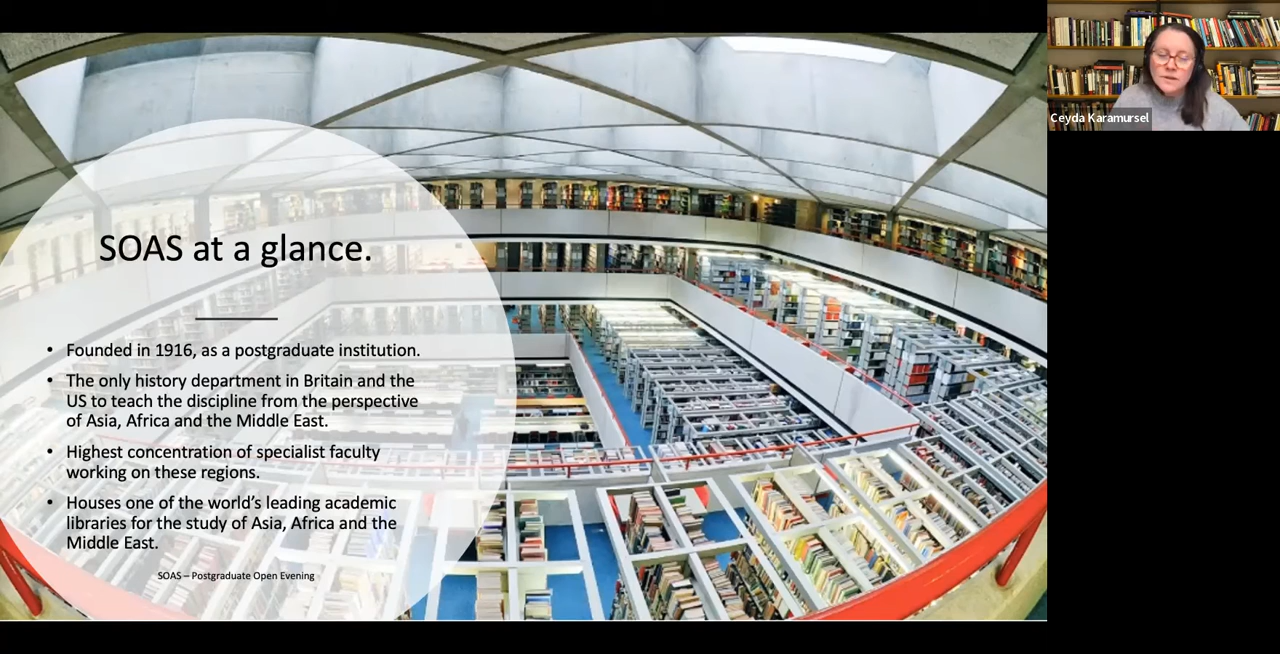 SOAS at a glance.
• Founded in 1916, as a postgraduate institution.
• The only history department in Britain and the
US to teach the discipline from the perspective
of Asia, Africa and the Middle East.
• Highest concentration of specialist faculty
working on these regions.
• Houses one of the world’s leading academic
libraries for the study of Asia, Africa and the
Middle East.
SOAS – Postgraduate Open Evening
Ceyda Karamursel